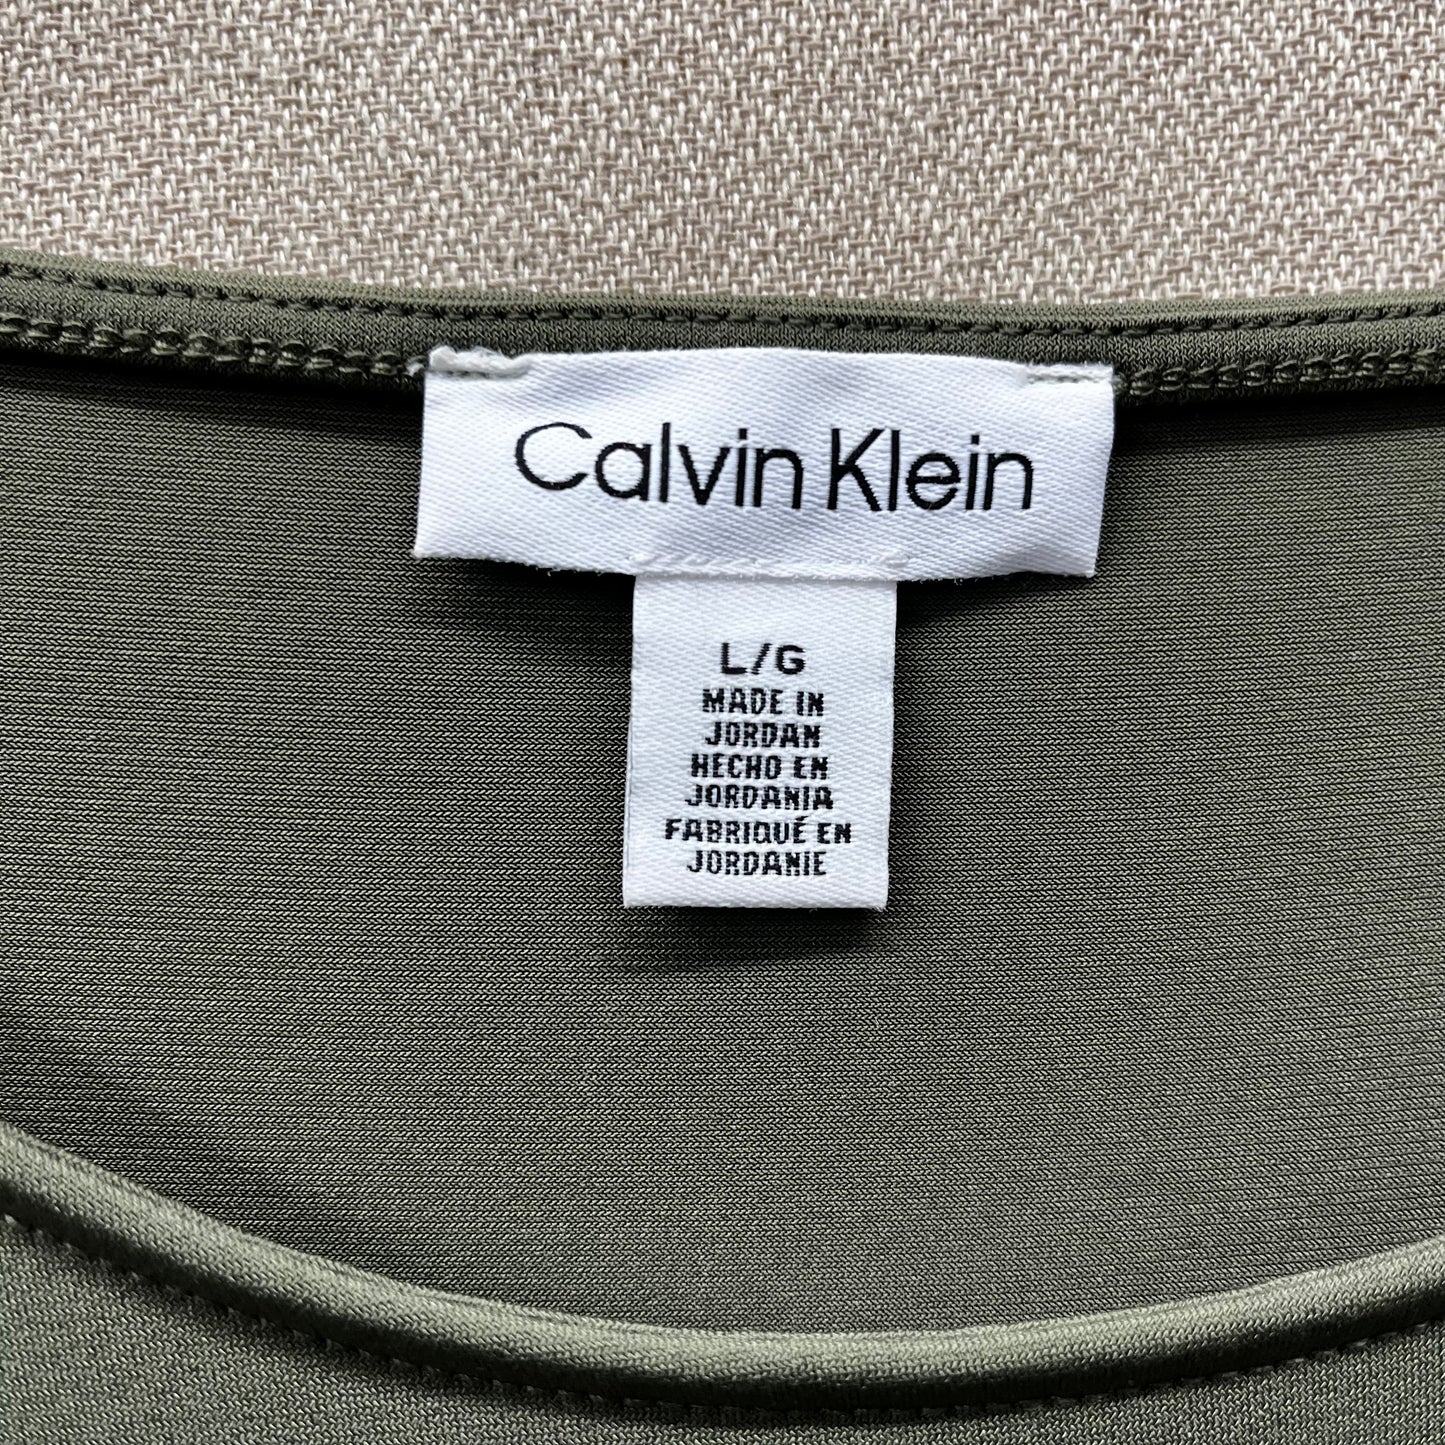 Calvin Klein
L/G
MADE IN
JORDAN
HECHO EN
JORDANIA
FABRIQUÉ EN
JORDANIE